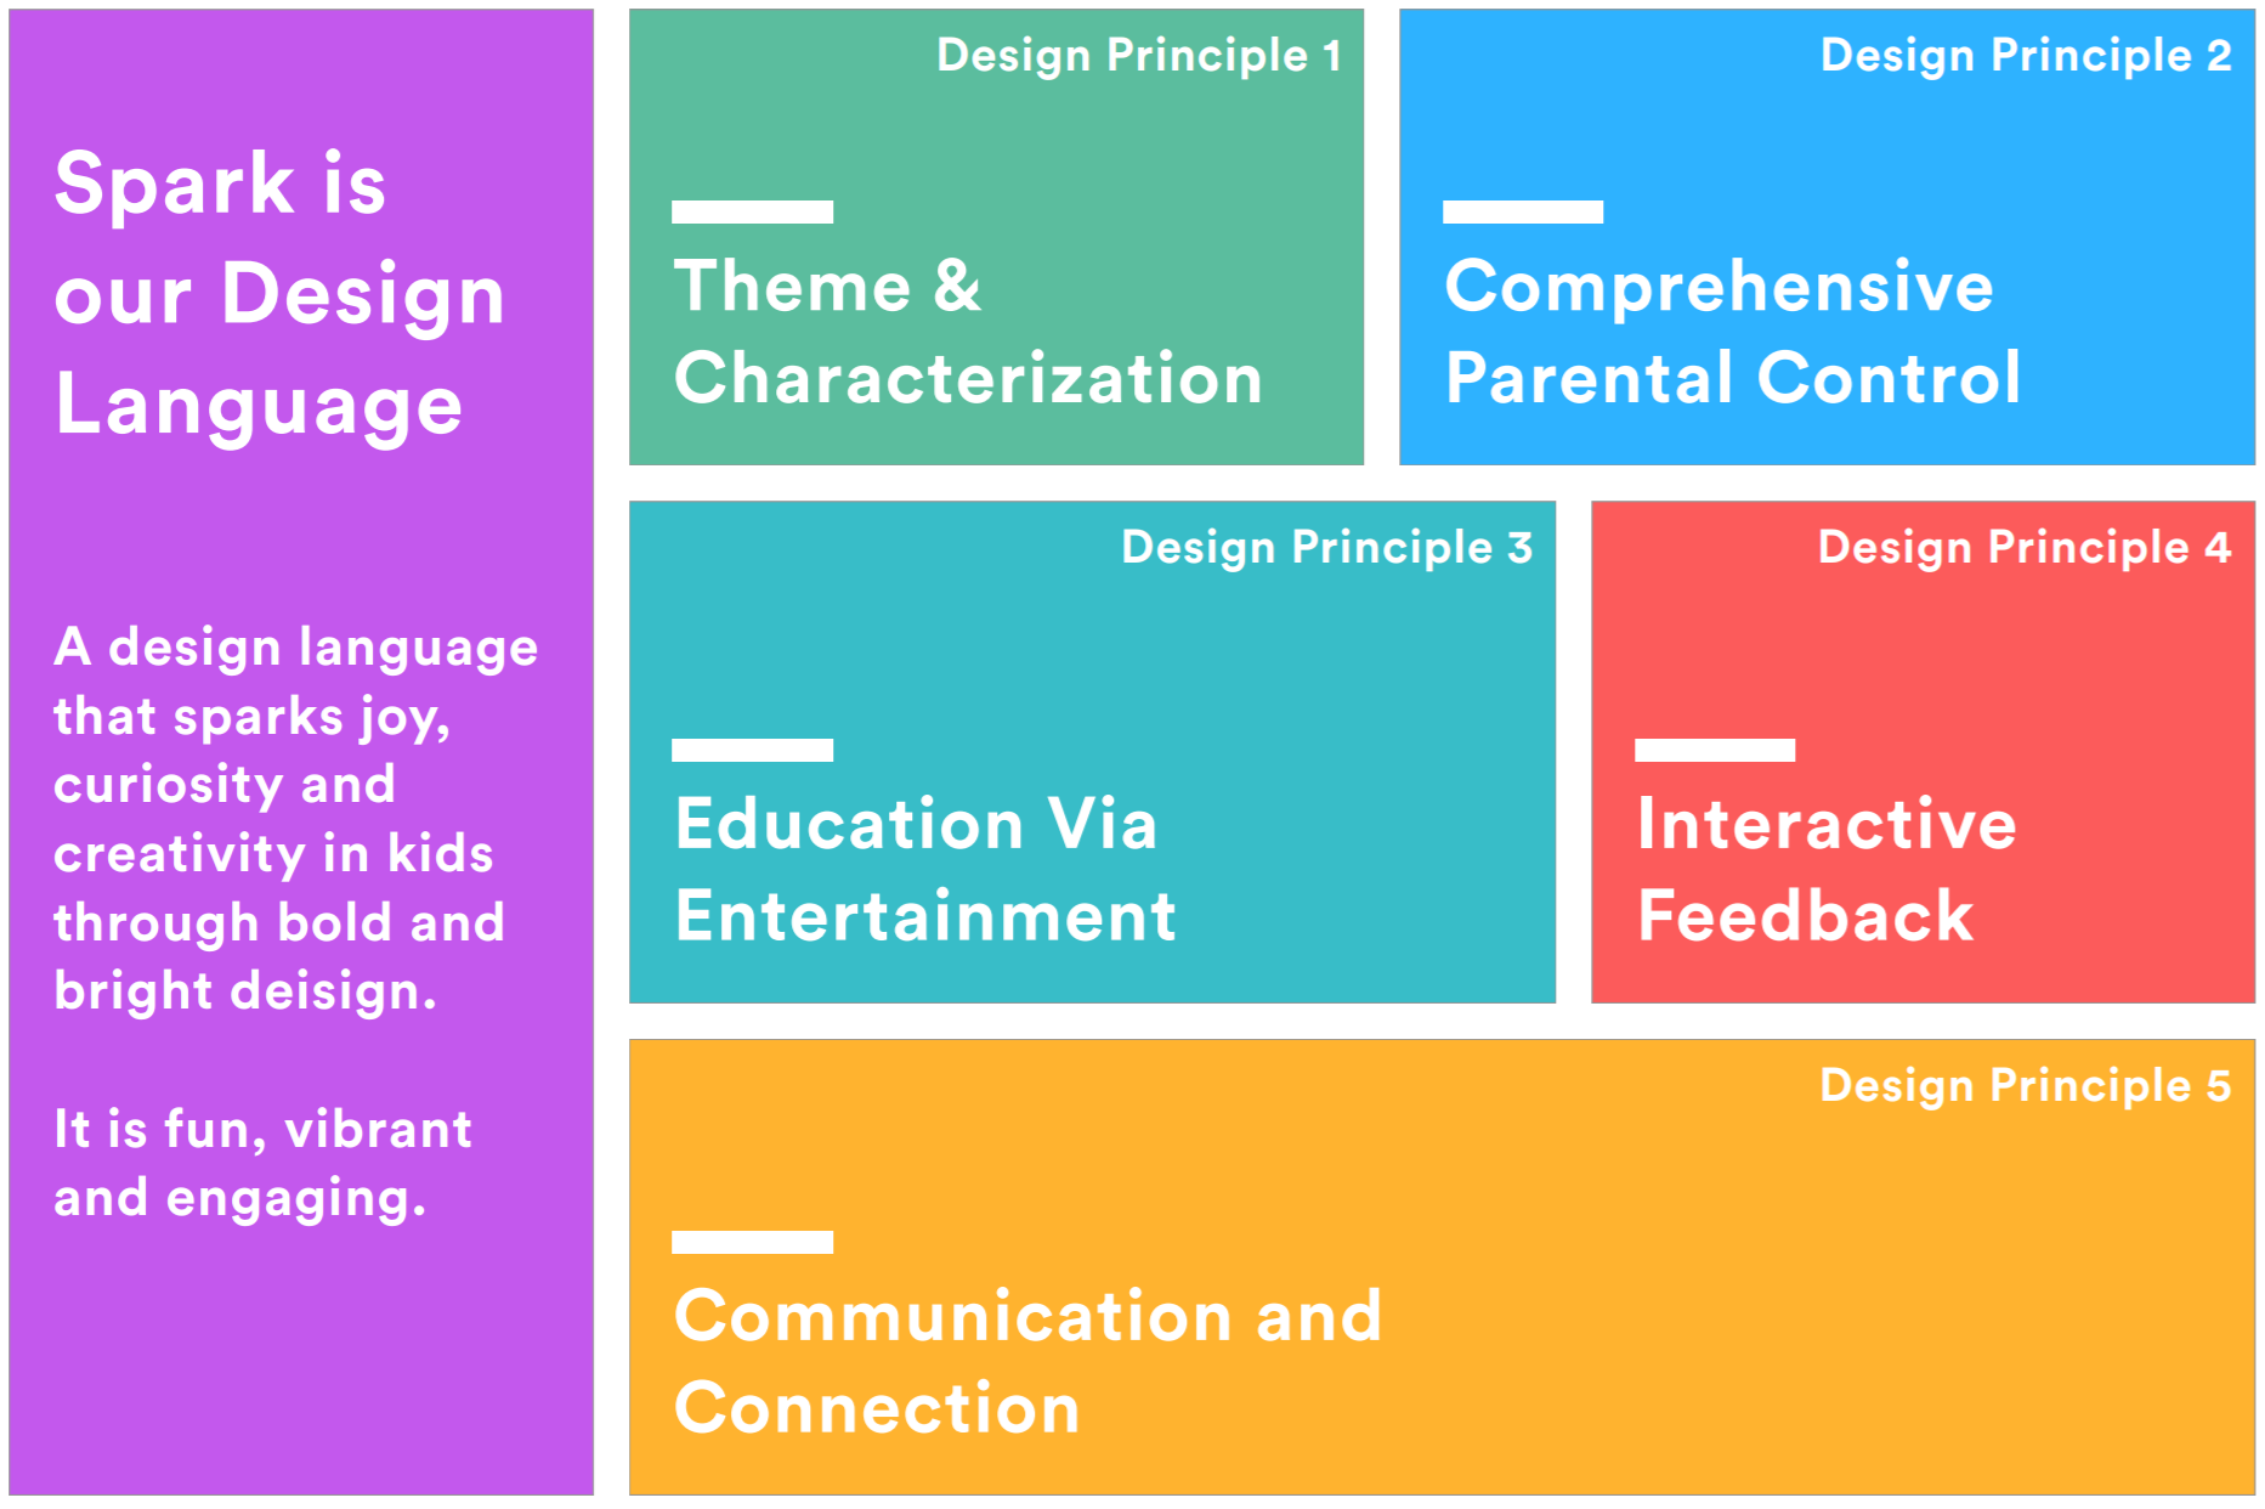 Spark is
our Design
Language
A design language
that sparks joy,
curiosity and
creativity in kids
through bold and
bright deisign.
It is fun, vibrant
and engaging.
Design Principle 1
Theme &
Characterization
Design Principle 2
Comprehensive
Parental Control
Design Principle 3
Education Via
Entertainment
Design Principle 4
Interactive
Feedback
Design Principle 5
Communication and
Connection